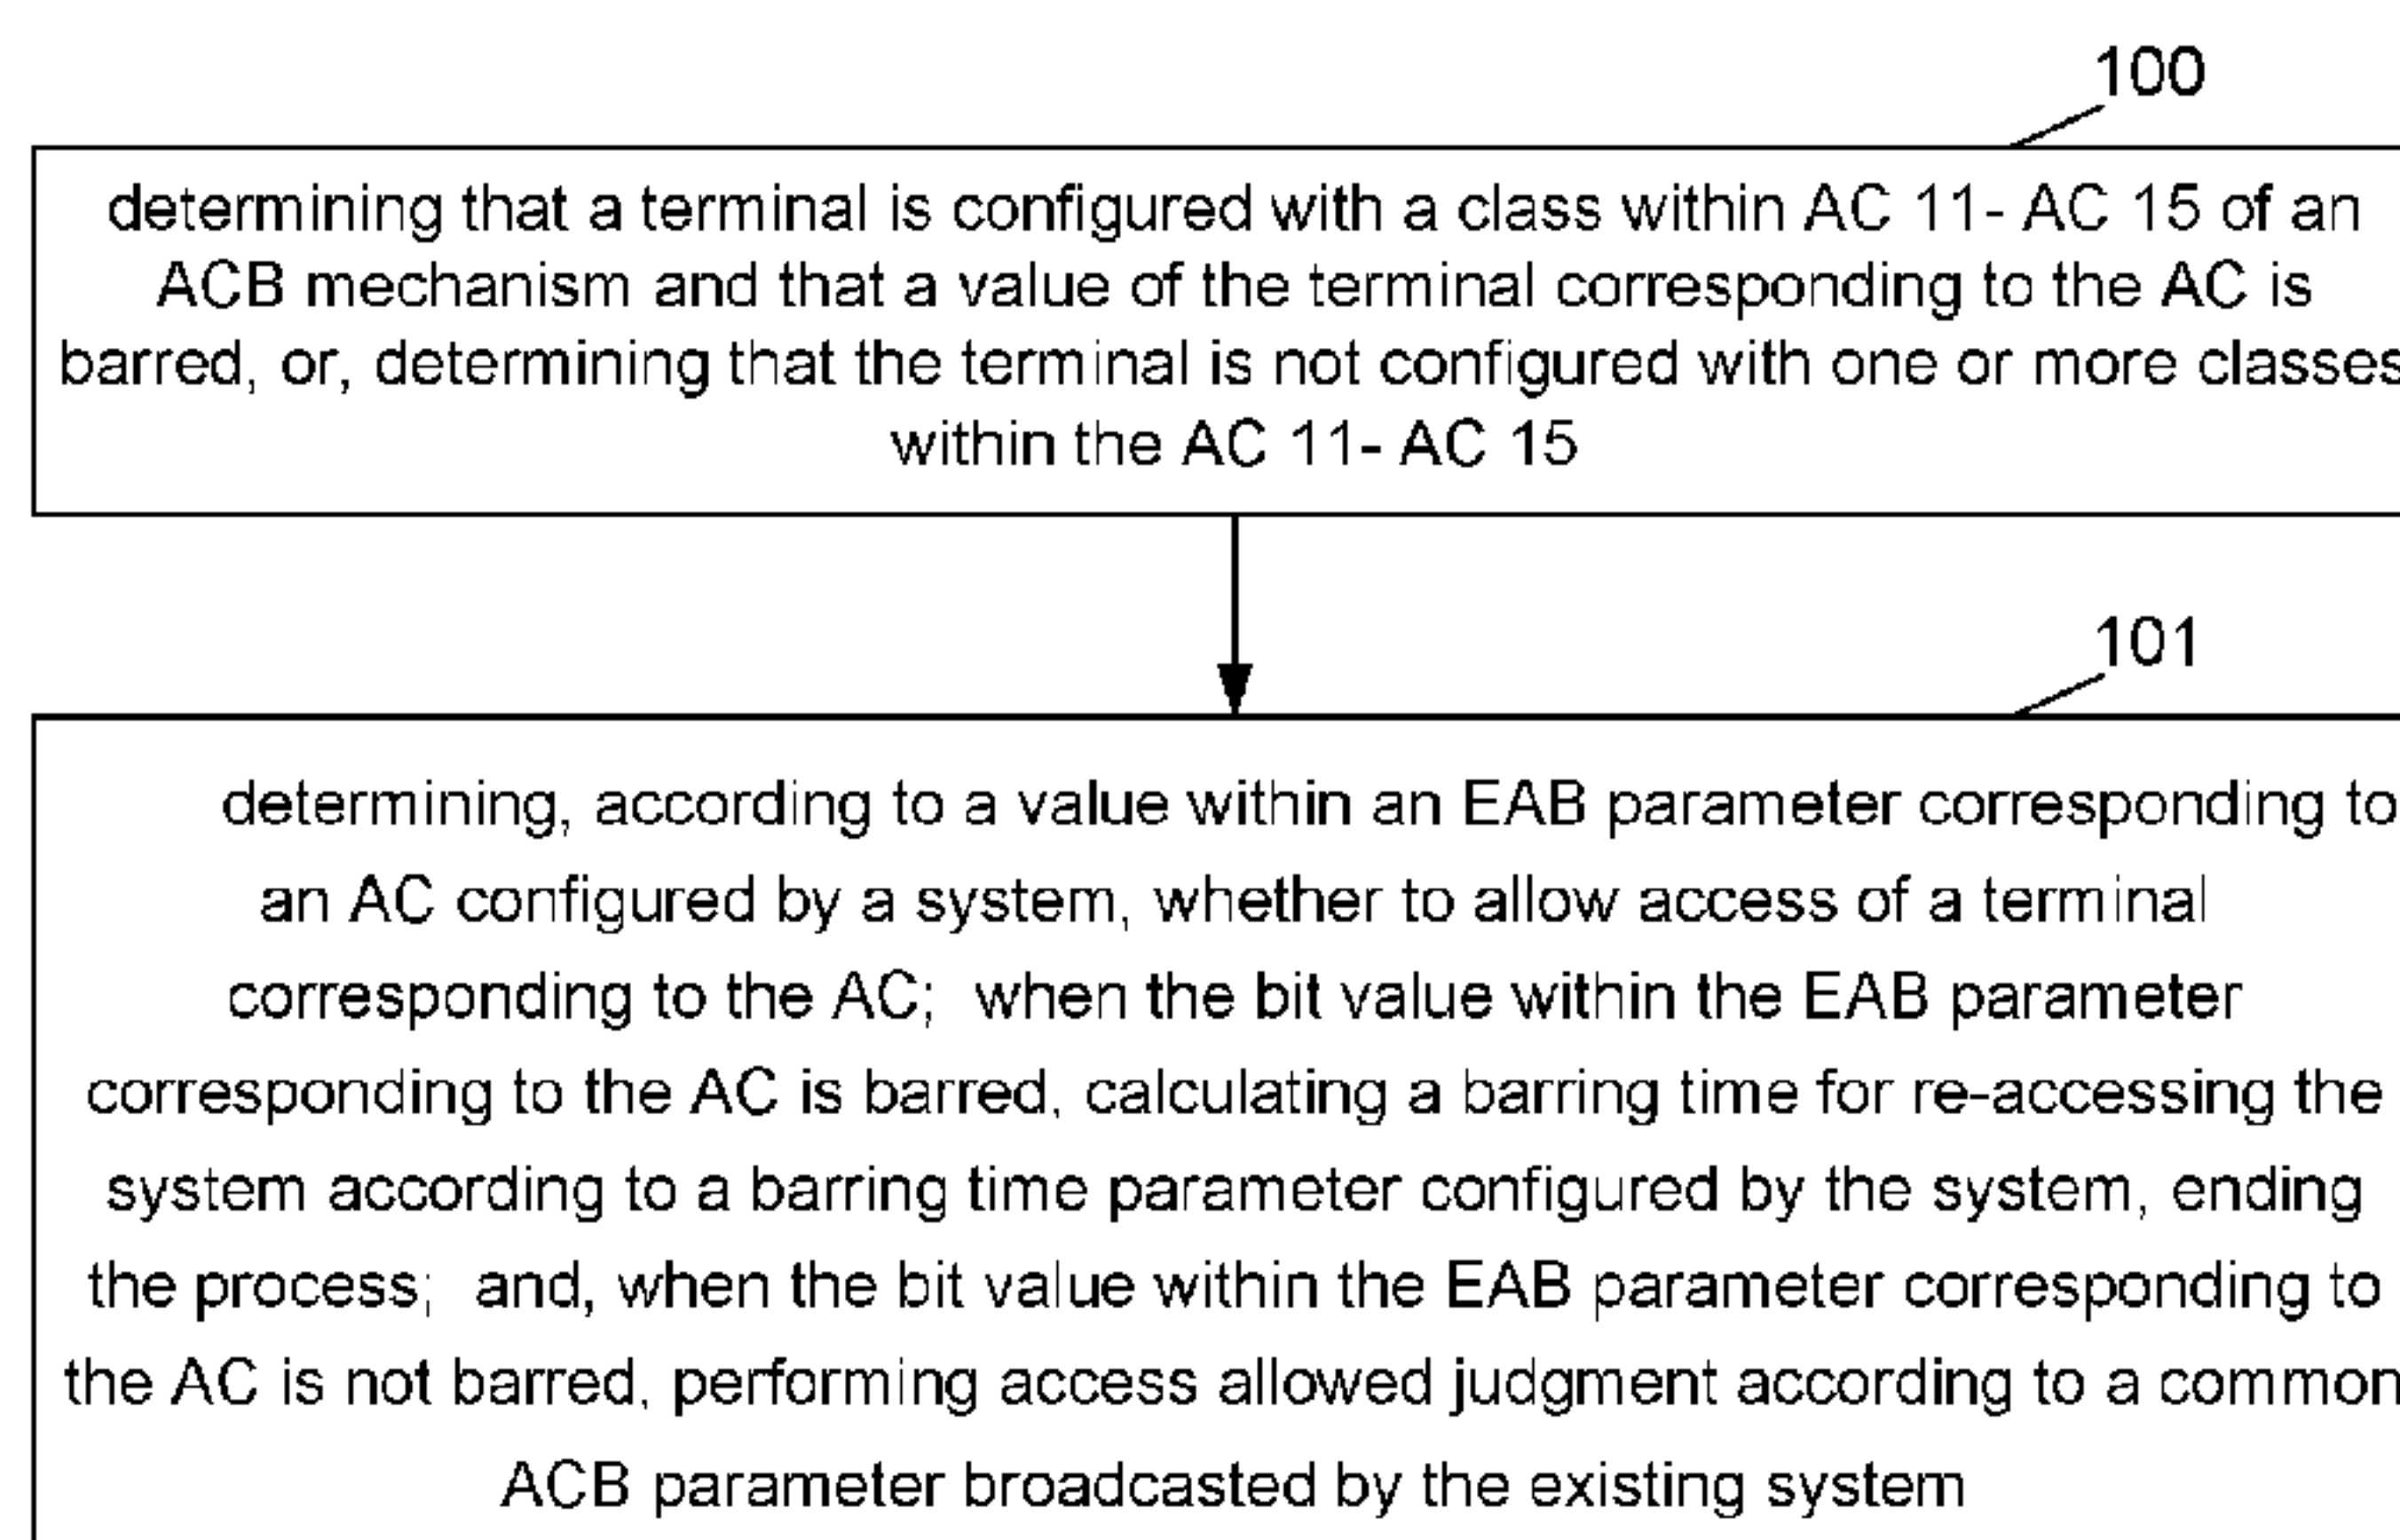 100
determining that a terminal is configured with a class within AC 11- AC 15 of an
ACB mechanism and that a value of the terminal corresponding to the AC is
barred, or, determining that the terminal is not configured with one or more classes
within the AC 11- AC 15
101
determining, according to a value within an EAB parameter corresponding to
an AC configured by a system, whether to allow access of a terminal
corresponding to the AC; when the bit value within the EAB parameter
corresponding to the AC is barred, calculating a barring time for re-accessing the
system according to a barring time parameter configured by the system, ending
the process; and, when the bit value within the EAB parameter corresponding to
the AC is not barred, performing access allowed judgment according to a common
ACB parameter broadcasted by the existing system